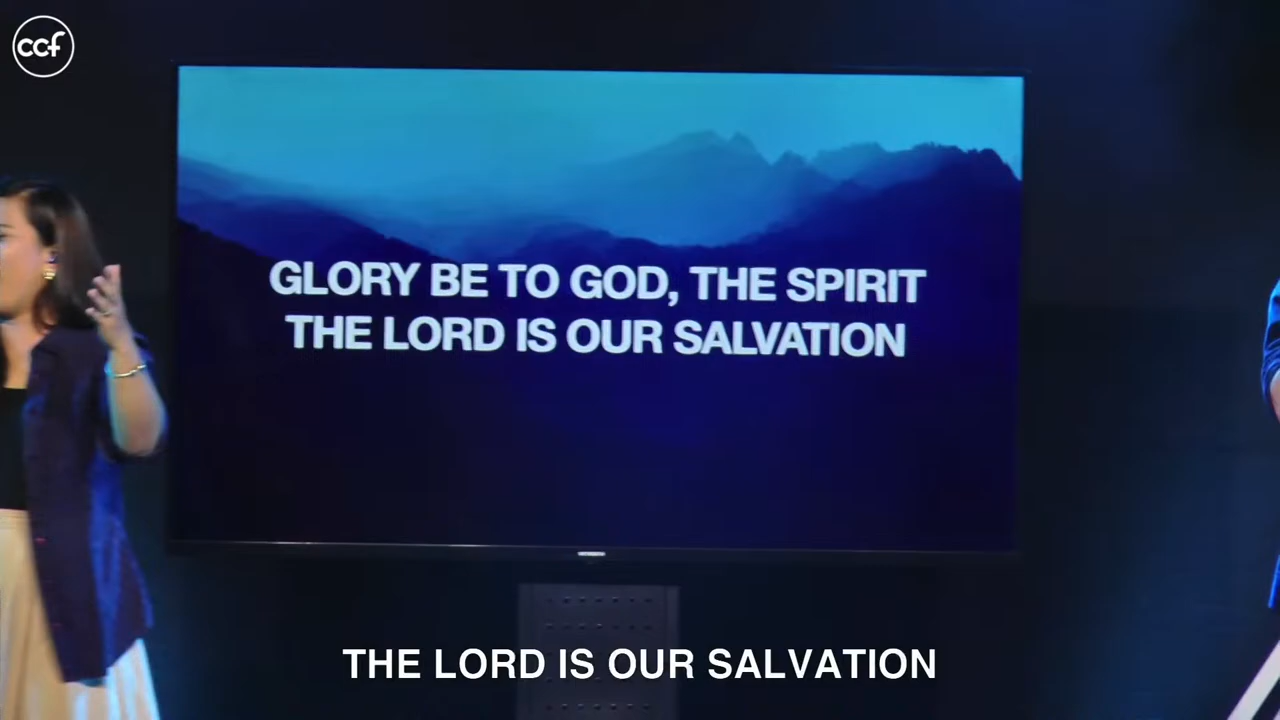 ccf
GLORY BE TO GOD, THE SPIRIT
THE LORD IS OUR SALVATION
THE LORD IS OUR SALVATION